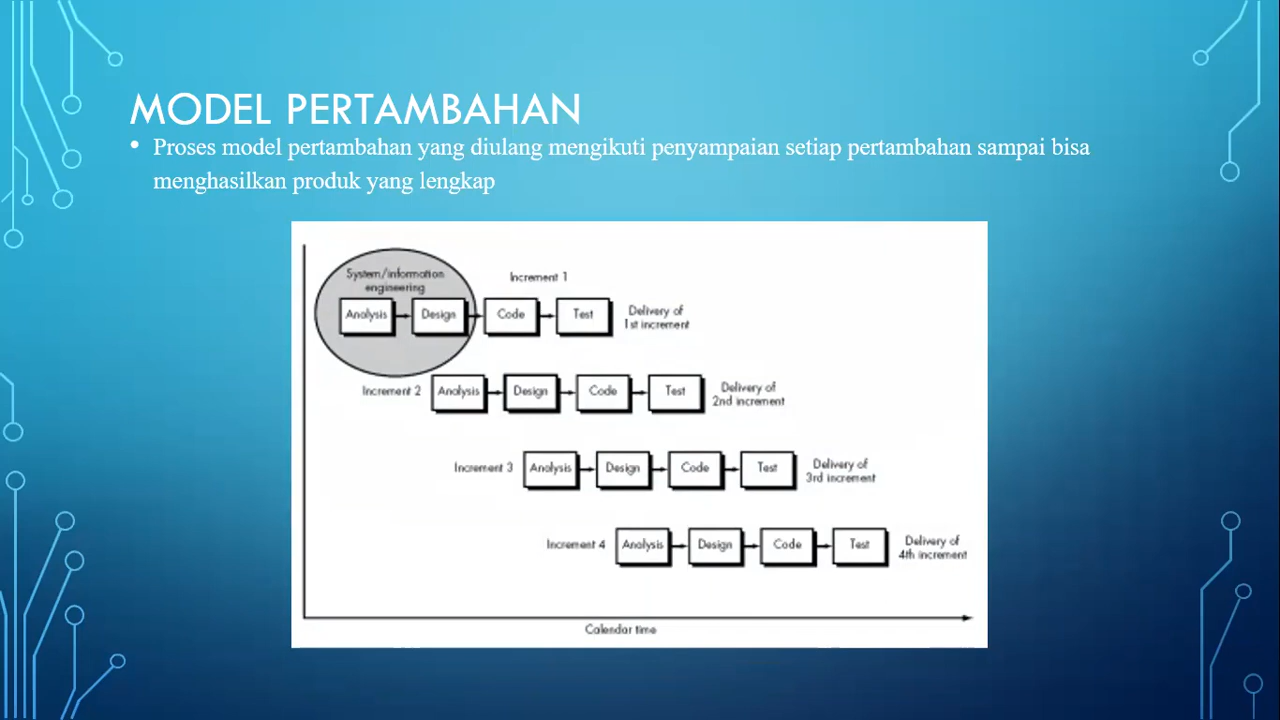 MODEL PERTAMBAHAN
• Proses model pertambahan yang diulang mengikuti penyampaian setiap pertambahan sampai bisa
menghasilkan produk yang lengkap
System/information
engineering
Increment 1
Analysis
Design
Code
Test
Delivery of
1st increment
Increment 2
Analysis
Design
Code
Test
Delivery of
2nd increment
Increment 3
Analysis
Design
Code
Test
Delivery of
3rd increment
Increment 4
Analysis
Design
Code
Test
Delivery of
4th increment
Calendar time